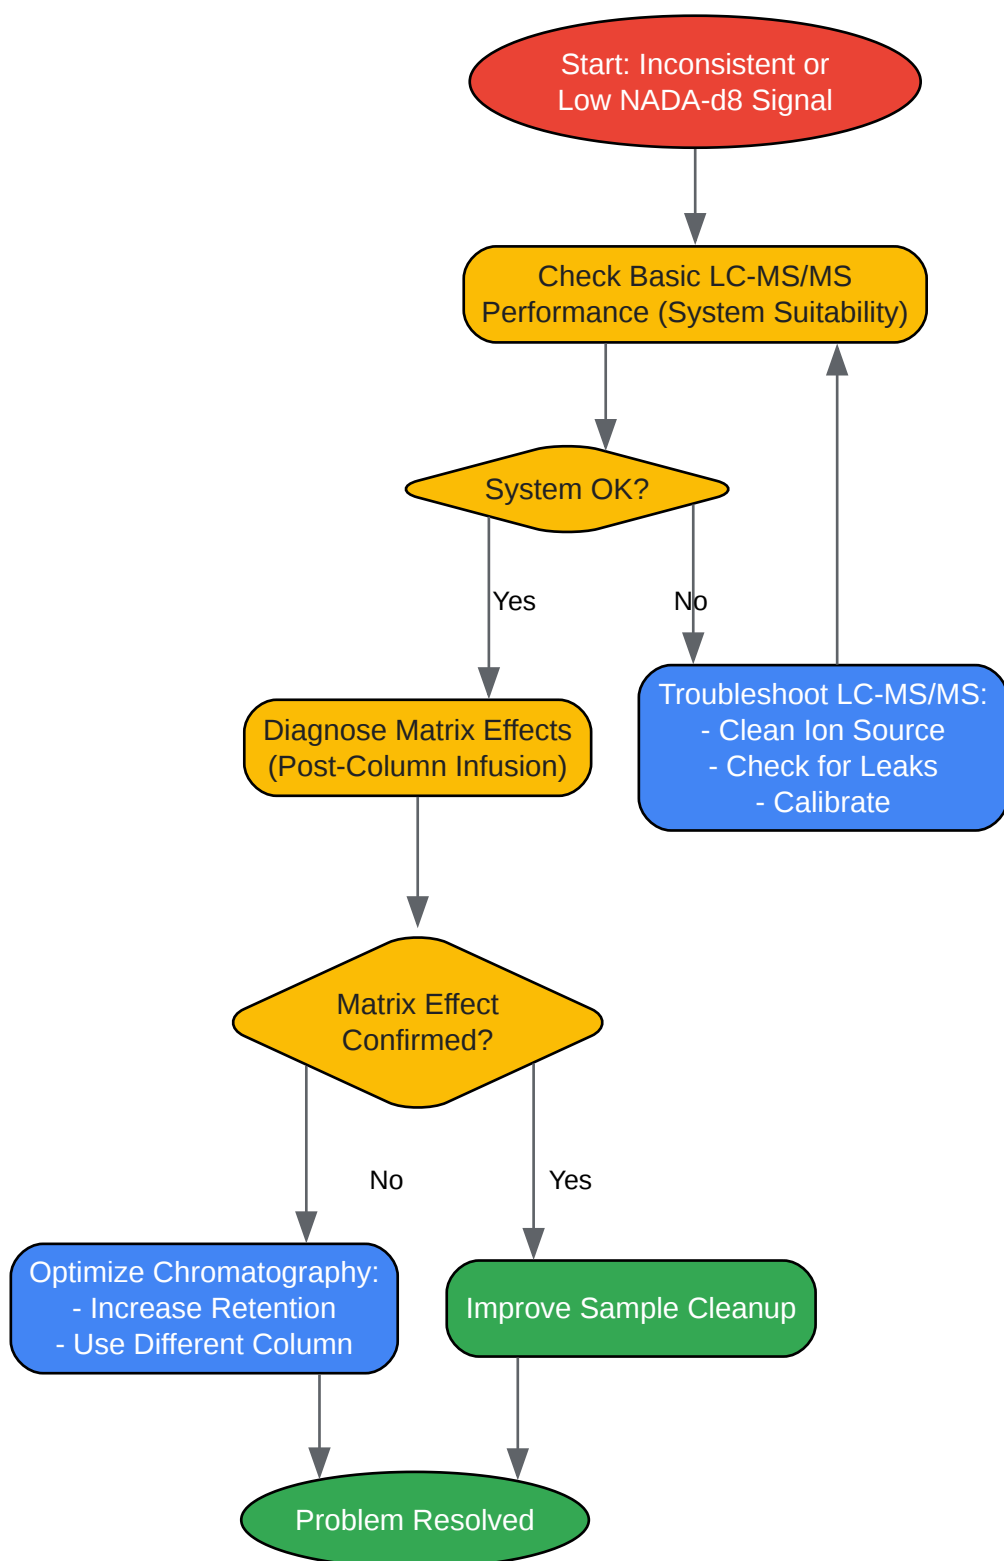 Start: Inconsistent or
Low NADA-d8 Signal
Check Basic LC-MS/MS
Performance (System Suitability)
System OK?
Yes
No
Troubleshoot LC-MS/MS:
- Clean Ion Source
- Check for Leaks
- Calibrate
Diagnose Matrix Effects
(Post-Column Infusion)
Matrix Effect
Confirmed?
No
Yes
Optimize Chromatography:
- Increase Retention
- Use Different Column
Improve Sample Cleanup
Problem Resolved